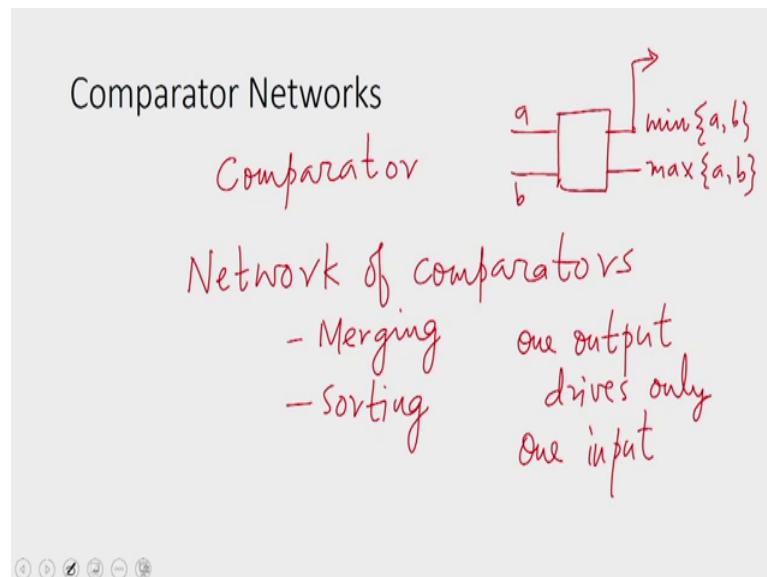 Comparator Networks
Comparator
a
b
min {a,b}
max {a,b}
Network of comparators
- Merging
- Sorting
one output
drives only
one input